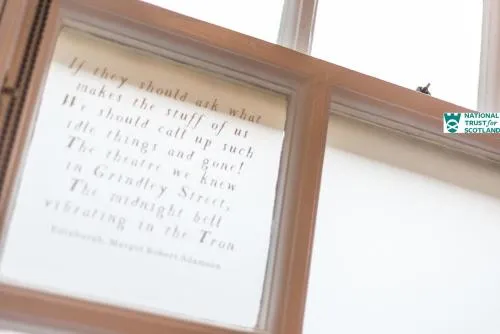 If they should ask what
makes the stuff of us
We should call up such
idle things and gone!
The theatre we knew
in Grindley Street,
The midnight bell
vibrating in the Tron
Edinburgh, Margot Robert Adamson
NATIONAL
TRUST for
SCOTLAND